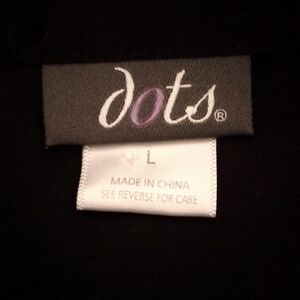 dots®
L
MADE IN CHINA
SEE REVERSE FOR CARE